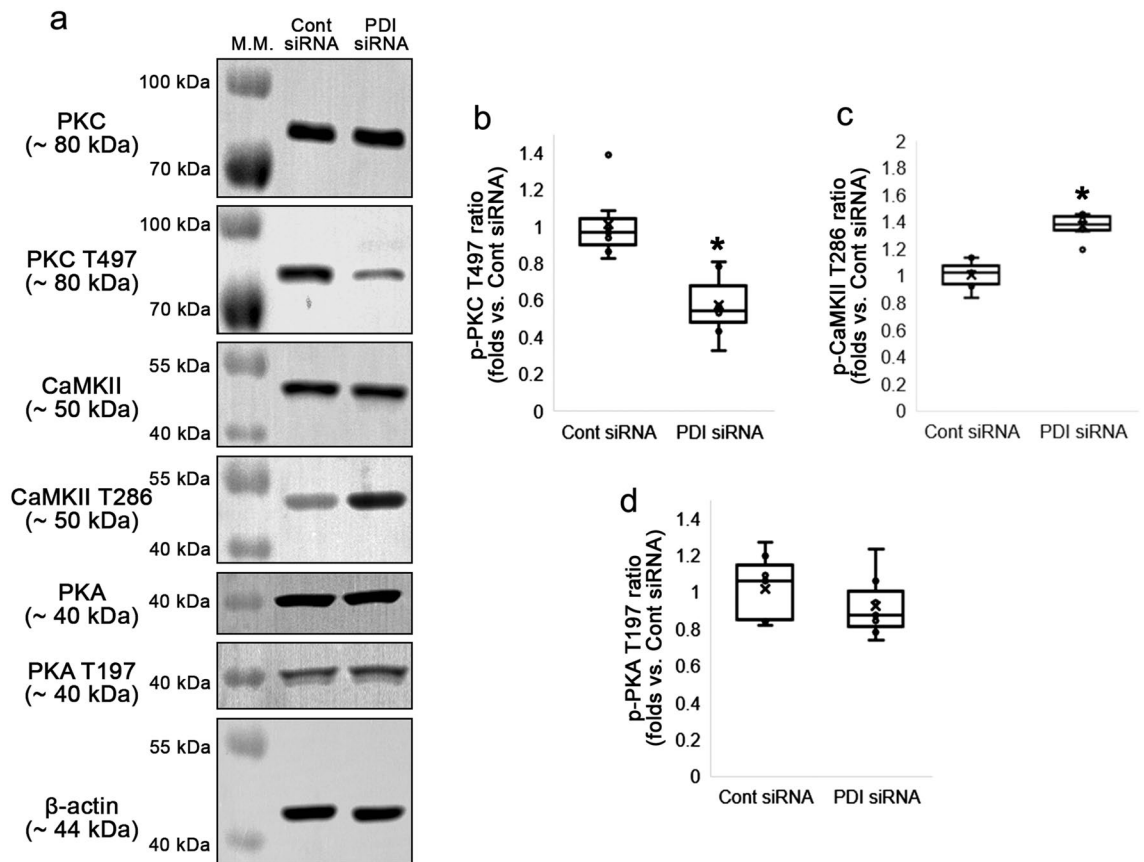 a
M.M.
Cont
siRNA
PDI
siRNA
100 kDa
PKC
(~ 80 kDa)
70 kDa
100 kDa
PKC T497
(~ 80 kDa)
70 kDa
55 kDa
CaMKII
(~ 50 kDa)
40 kDa
55 kDa
CaMKII T286
(~ 50 kDa)
40 kDa
PKA
(~ 40 kDa)
40 kDa
PKA T197
(~ 40 kDa)
40 kDa
55 kDa
β-actin
(~ 44 kDa)
40 kDa
b
p-PKC T497 ratio
(folds vs. Cont siRNA)
1.4
1.2
1
0.8
0.6
0.4
0.2
0
*
Cont siRNA PDI siRNA
c
p-CaMKII T286 ratio
(folds vs. Cont siRNA)
2
1.8
1.6
1.4
1.2
1
0.8
0.6
0.4
0.2
0
*
Cont siRNA PDI siRNA
d
p-PKA T197 ratio
(folds vs. Cont siRNA)
1.4
1.2
1
0.8
0.6
0.4
0.2
0
Cont siRNA PDI siRNA